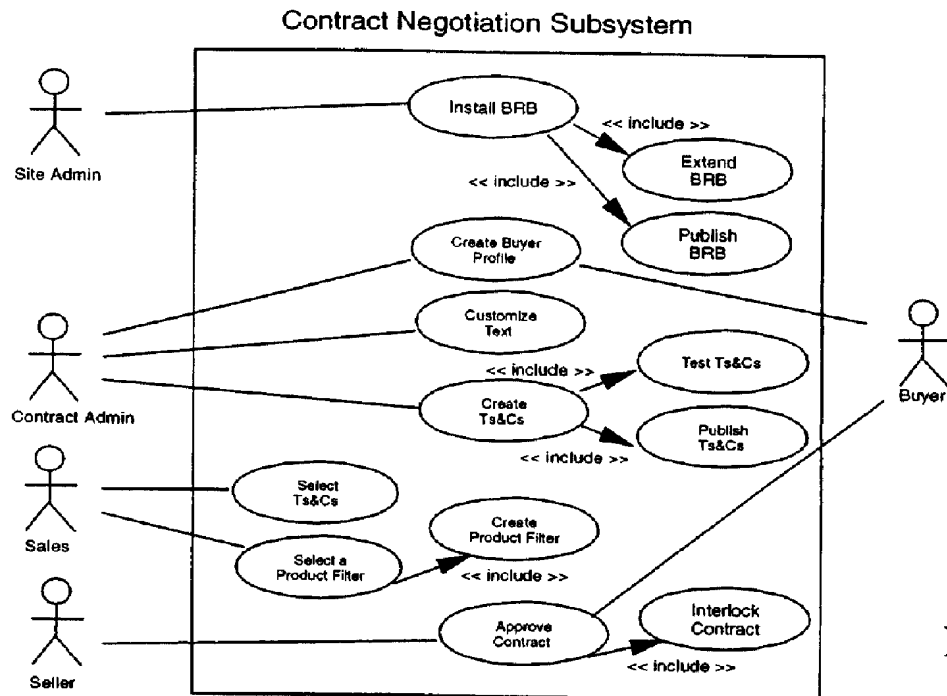 Contract Negotiation Subsystem
Install BRB
<< include >>
Site Admin
Extend
BRB
<< include >>
Publish
BRB
Create Buyer
Profile
Customize
Text
Contract Admin
<< include >>
Test Ts&Cs
Create
Ts&Cs
Buyer
Publish
Ts&Cs
<< include >>
Sales
Select
Ts&Cs
Create
Product Filter
Select a
Product Filter
<< include >>
Seller
Approve
Contract
Interlock
Contract
<< include >>